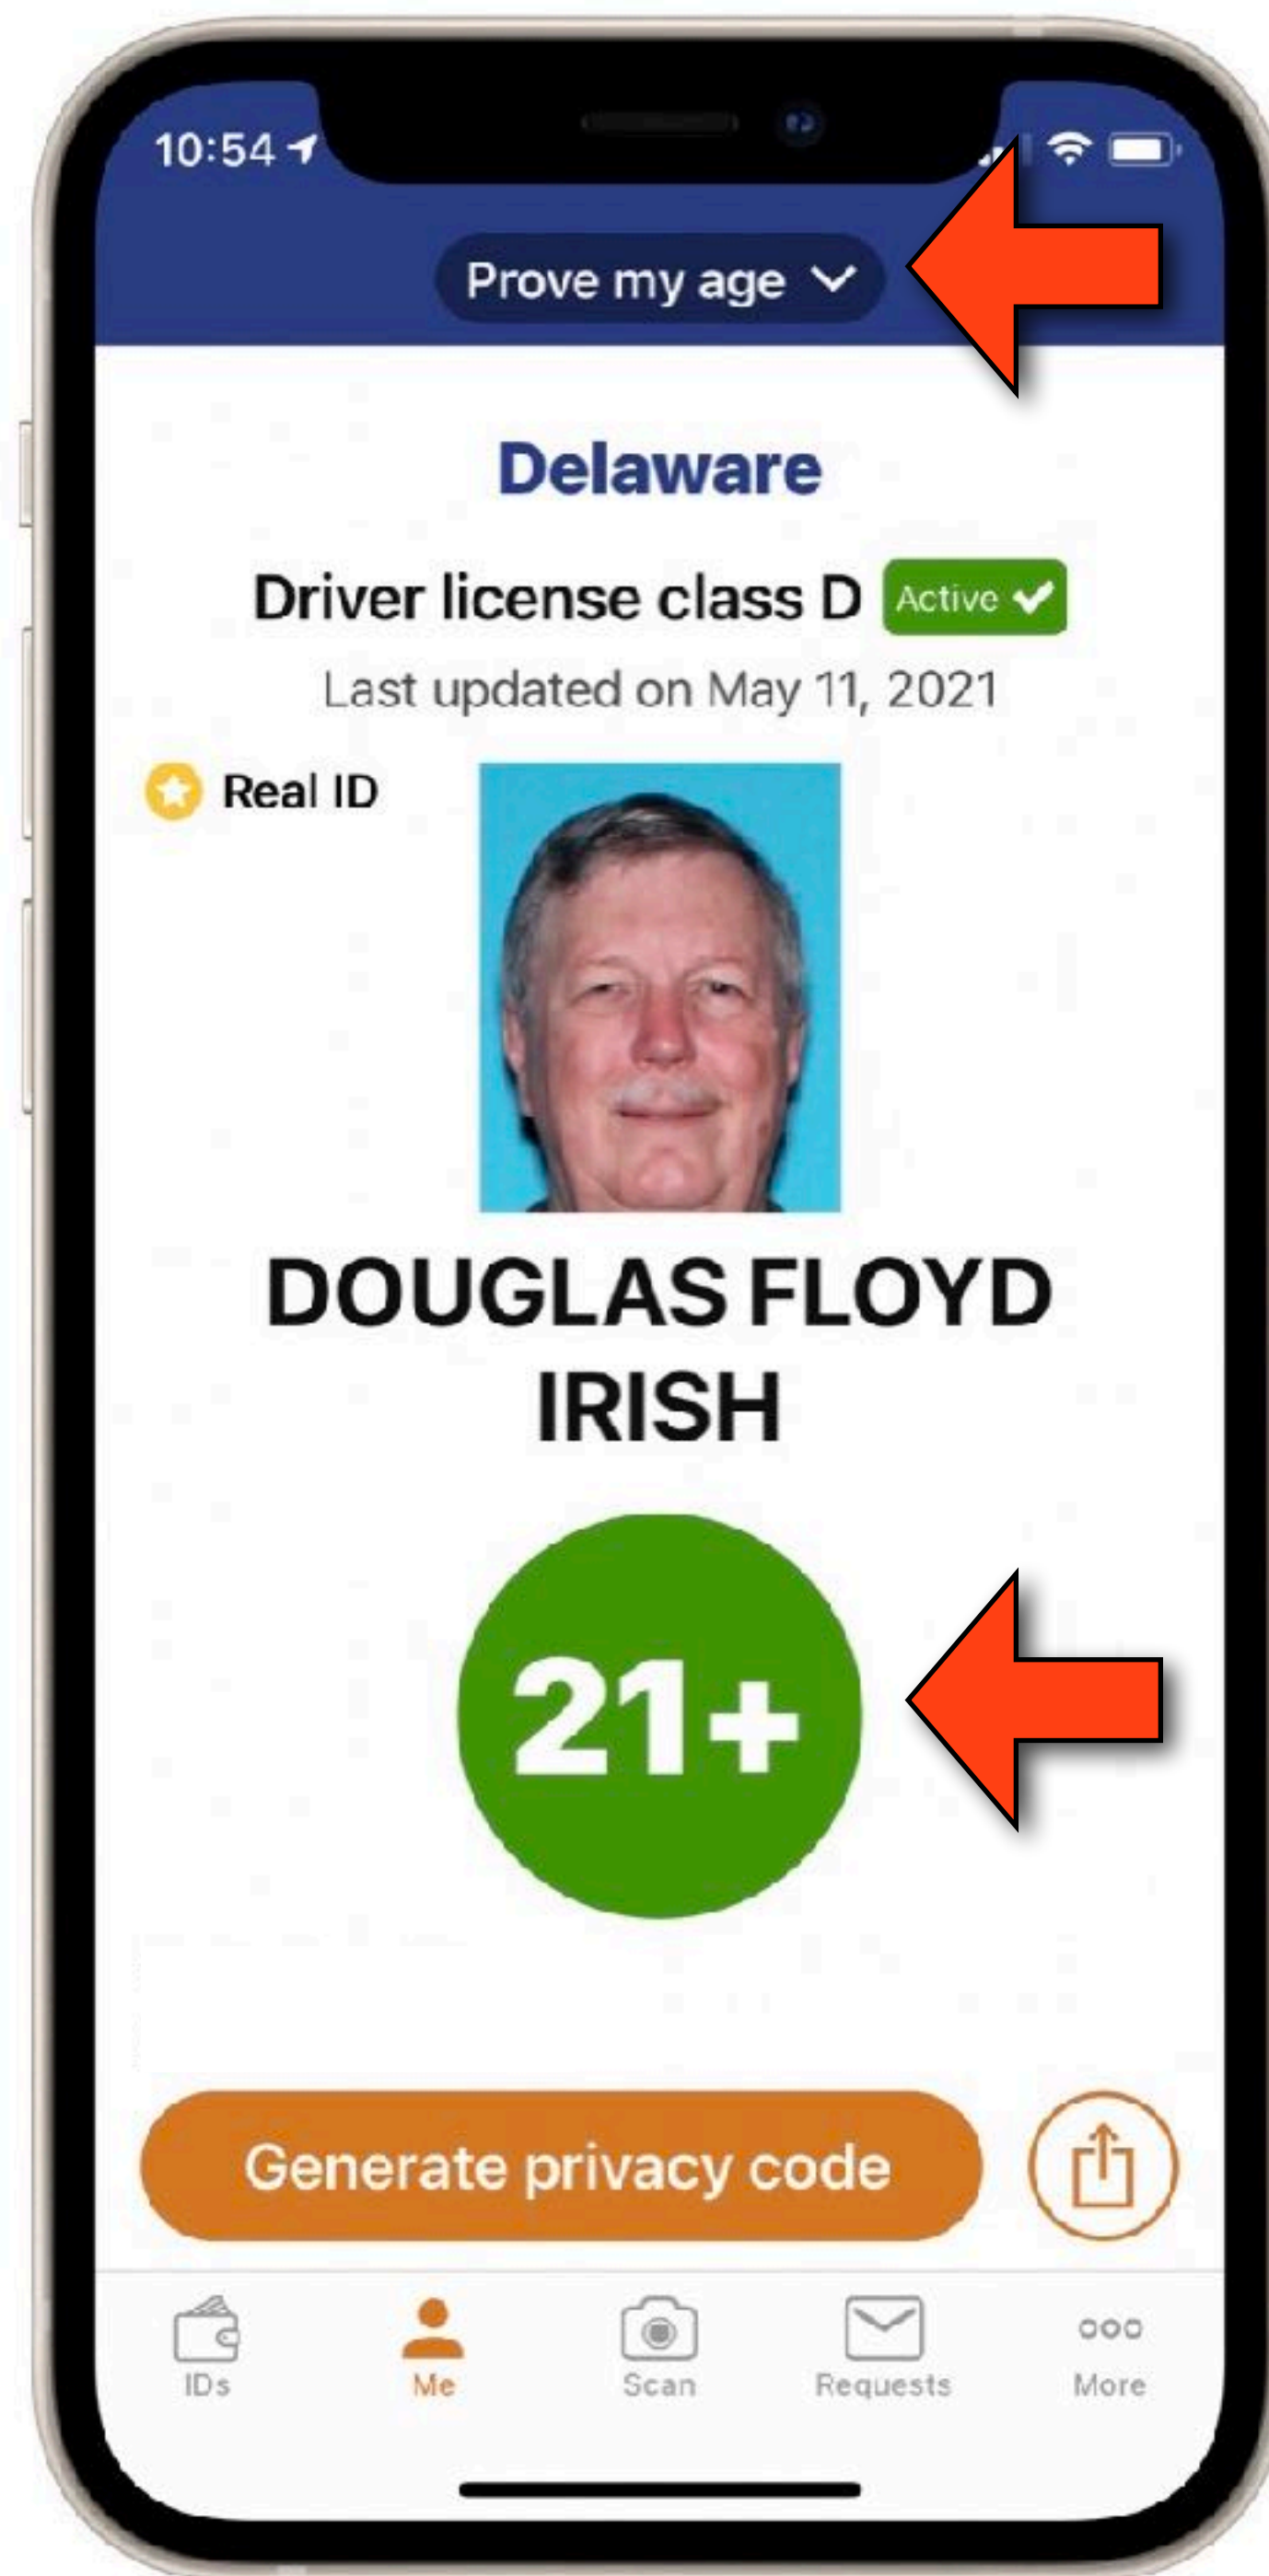 10:54
Prove my age
Delaware
Driver license class D Active
Last updated on May 11, 2021
Real ID
DOUGLAS FLOYD
IRISH
21+
Generate privacy code
IDs Me Scan Requests More